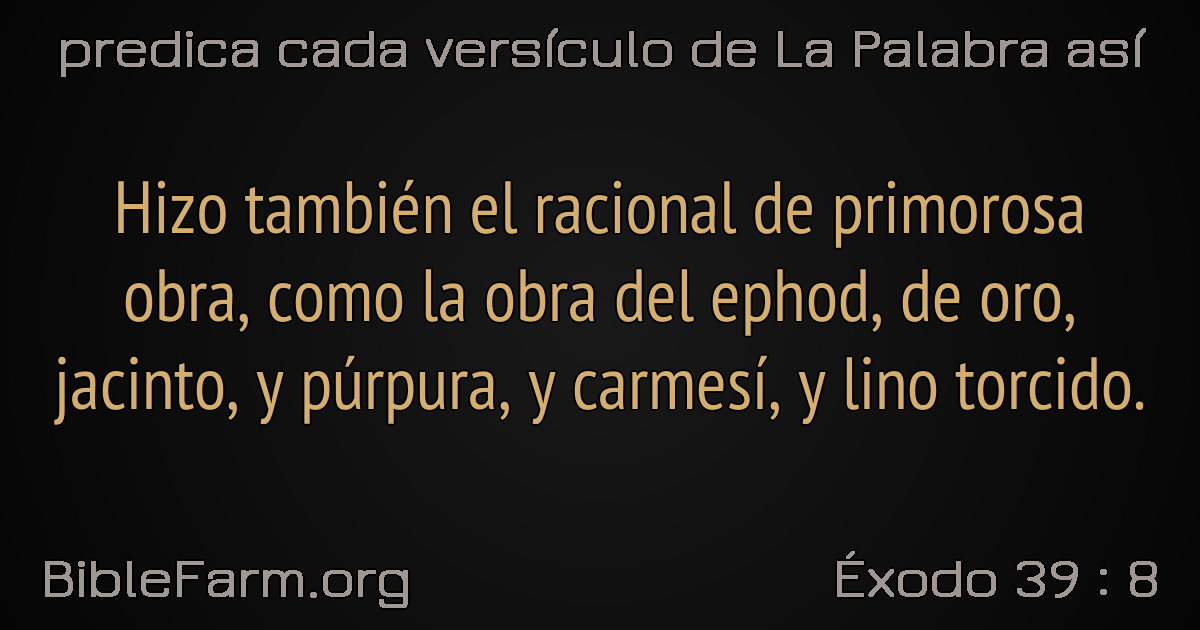 predica cada versículo de La Palabra así
Hizo también el racional de primorosa
obra, como la obra del ephod, de oro,
jacinto, y púrpura, y carmesí, y lino torcido.
BibleFarm.org
Éxodo 39 : 8